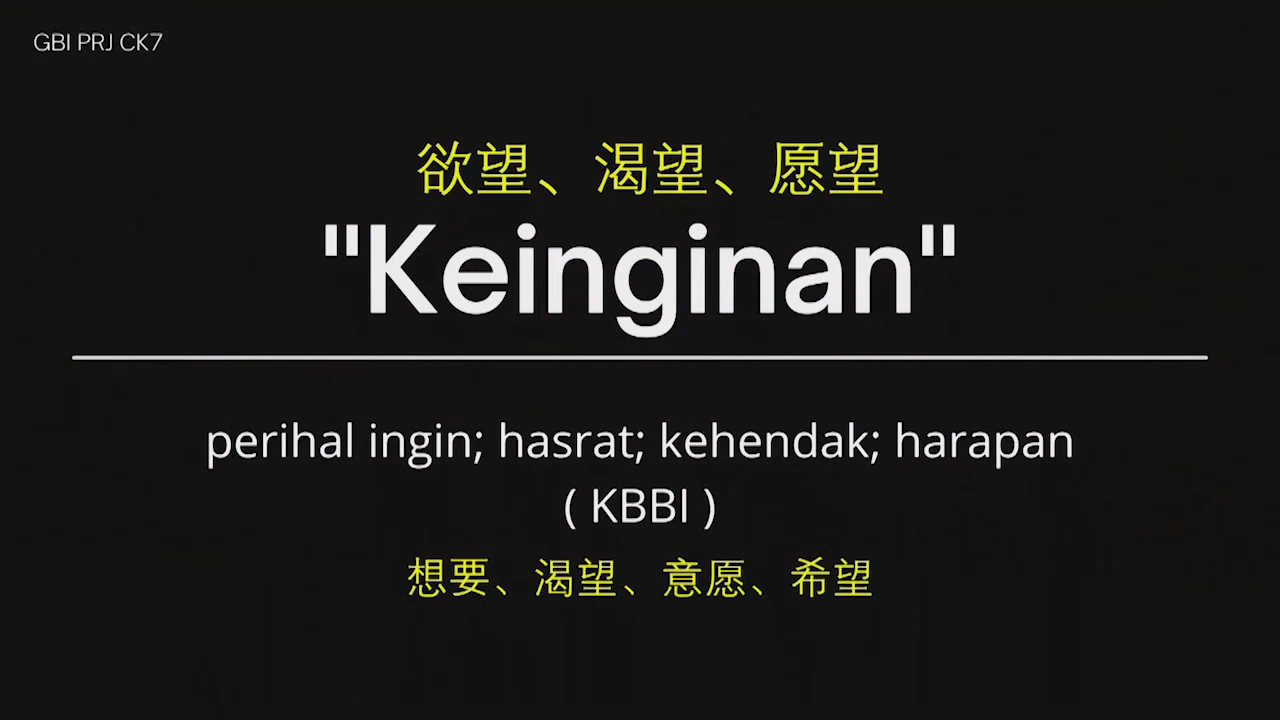 GBI PRJ CK7
欲望、渴望、愿望
"Keinginan"
perihal ingin; hasrat; kehendak; harapan
( KBBI )
想要、渴望、意愿、希望